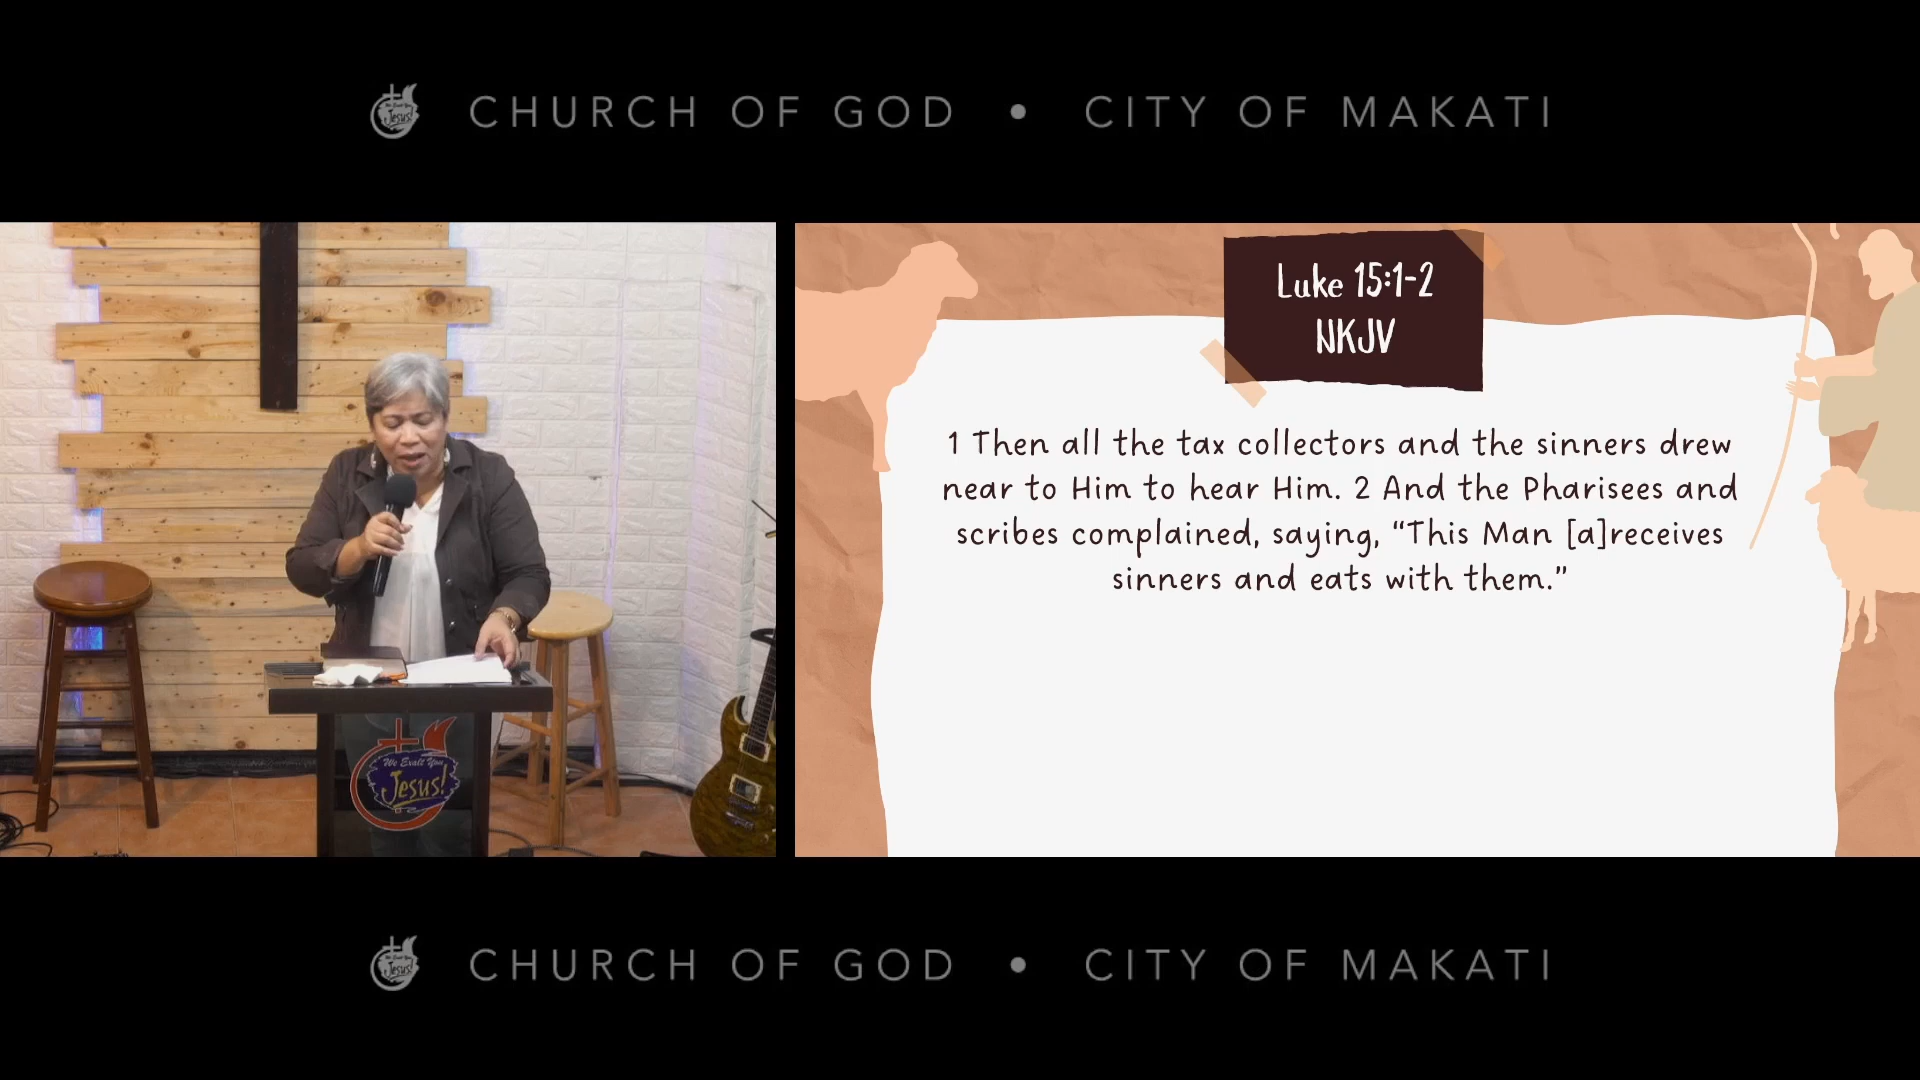 CHURCH OF GOD • CITY OF MAKATI
Luke 15:1-2
NKJV
1 Then all the tax collectors and the sinners drew
near to Him to hear Him. 2 And the Pharisees and
scribes complained, saying, “This Man [a]receives
sinners and eats with them.”
We Exalt You
Jesus!
CHURCH OF GOD • CITY OF MAKATI